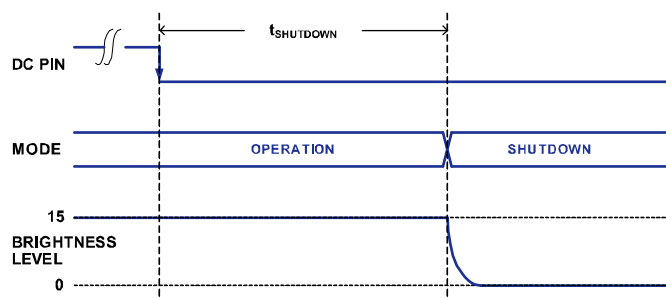 tSHUTDOWN
DC PIN
MODE
OPERATION
SHUTDOWN
15
BRIGHTNESS
LEVEL
0